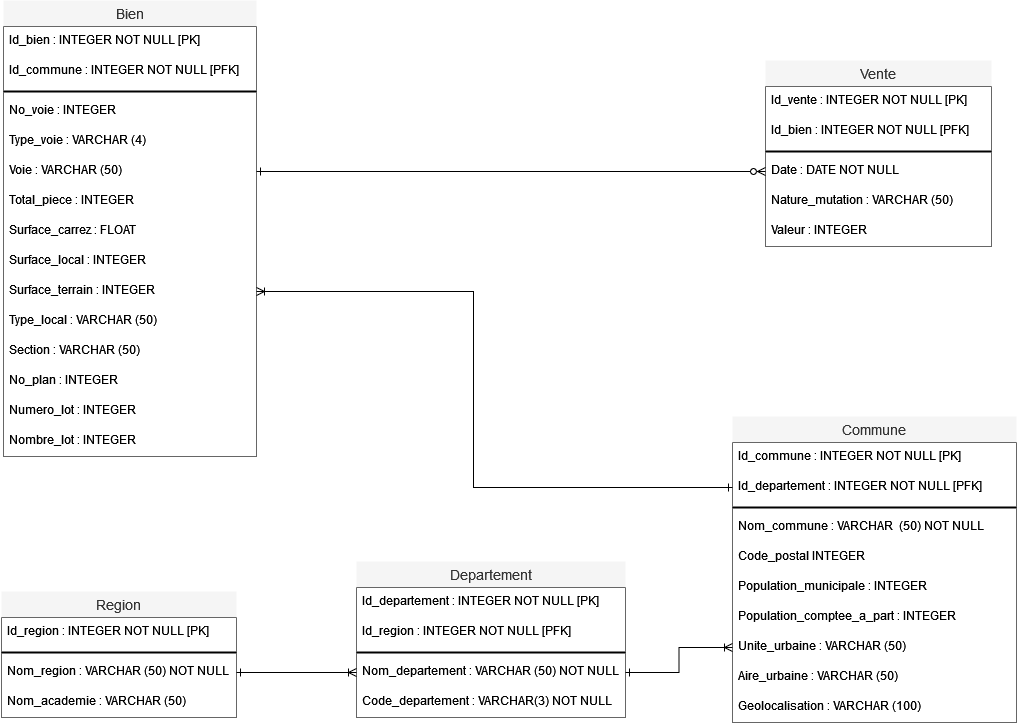 Bien
Id_bien : INTEGER NOT NULL [PK]
Id_commune : INTEGER NOT NULL [PFK]
No_voie : INTEGER
Type_voie : VARCHAR (4)
Voie : VARCHAR (50)
Total_piece : INTEGER
Surface_carrez : FLOAT
Surface_local : INTEGER
Surface_terrain : INTEGER
Type_local : VARCHAR (50)
Section : VARCHAR (50)
No_plan : INTEGER
Numero_lot : INTEGER
Nombre_lot : INTEGER
Vente
Id_vente : INTEGER NOT NULL [PK]
Id_bien : INTEGER NOT NULL [PFK]
Date : DATE NOT NULL
Nature_mutation : VARCHAR (50)
Valeur : INTEGER
Commune
Id_commune : INTEGER NOT NULL [PK]
Id_departement : INTEGER NOT NULL [PFK]
Nom_commune : VARCHAR (50) NOT NULL
Code_postal INTEGER
Population_municipale : INTEGER
Population_comptee_a_part : INTEGER
Unite_urbaine : VARCHAR (50)
Aire_urbaine : VARCHAR (50)
Geolocalisation : VARCHAR (100)
Departement
Id_departement : INTEGER NOT NULL [PK]
Id_region : INTEGER NOT NULL [PFK]
Nom_departement : VARCHAR (50) NOT NULL
Code_departement : VARCHAR(3) NOT NULL
Region
Id_region : INTEGER NOT NULL [PK]
Nom_region : VARCHAR (50) NOT NULL
Nom_academie : VARCHAR (50)